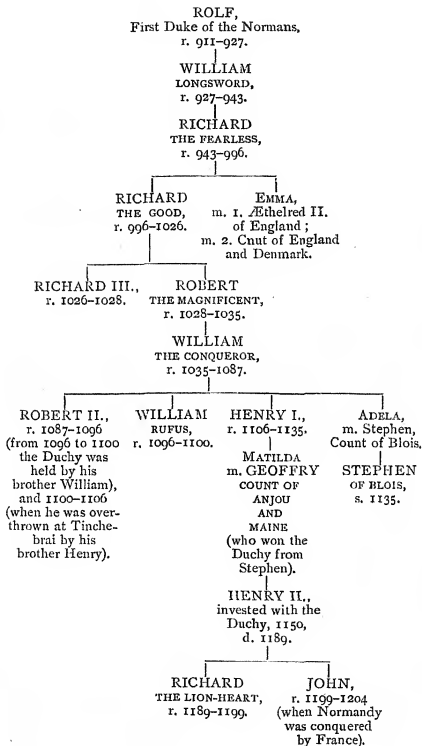 ROLF,
First Duke of the Normans,
r. 911–927.
WILLIAM
LONGSWORD,
r. 927–943.
RICHARD
THE FEARLESS,
r. 943–996.
RICHARD
THE GOOD,
r. 996–1026.
EMMA,
m. 1. Æthelred II.
of England ;
m. 2. Cnut of England
and Denmark.
RICHARD III.,
r. 1026–1028.
ROBERT
THE MAGNIFICENT,
r. 1028–1035.
WILLIAM
THE CONQUEROR,
r. 1035–1087.
ROBERT II.,
r. 1087–1096
(from 1096 to 1100
the Duchy was
held by his
brother William),
and 1100–1106
(when he was over-
thrown at Tinche-
brai by his
brother Henry).
WILLIAM
RUFUS,
r. 1096–1100.
HENRY I.,
r. 1106–1135.
MATILDA
m. GEOFFRY
COUNT OF
ANJOU
AND
MAINE
(who won the
Duchy from
Stephen).
HENRY II.,
invested with the
Duchy, 1150,
d. 1189.
ADELA,
m. Stephen,
Count of Blois.
STEPHEN
OF BLOIS,
s. 1135.
RICHARD
THE LION-HEART,
r. 1189–1199.
JOHN,
r. 1199–1204
(when Normandy
was conquered
by France).